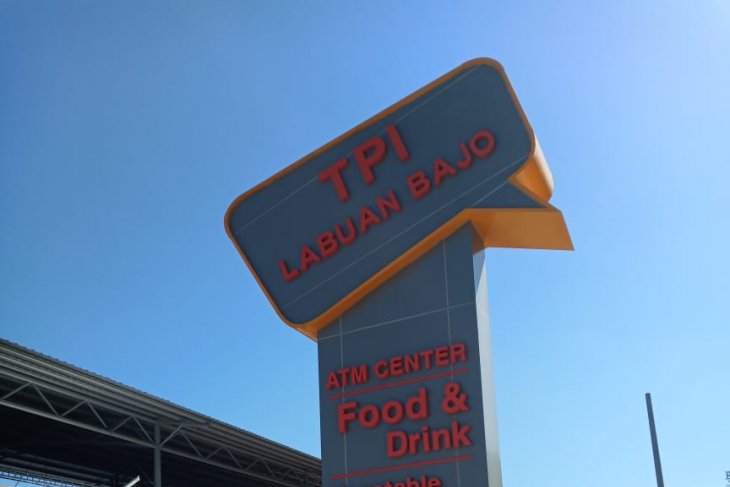 TPI
LABUAN BAJO
ATM CENTER
Food &
Drink